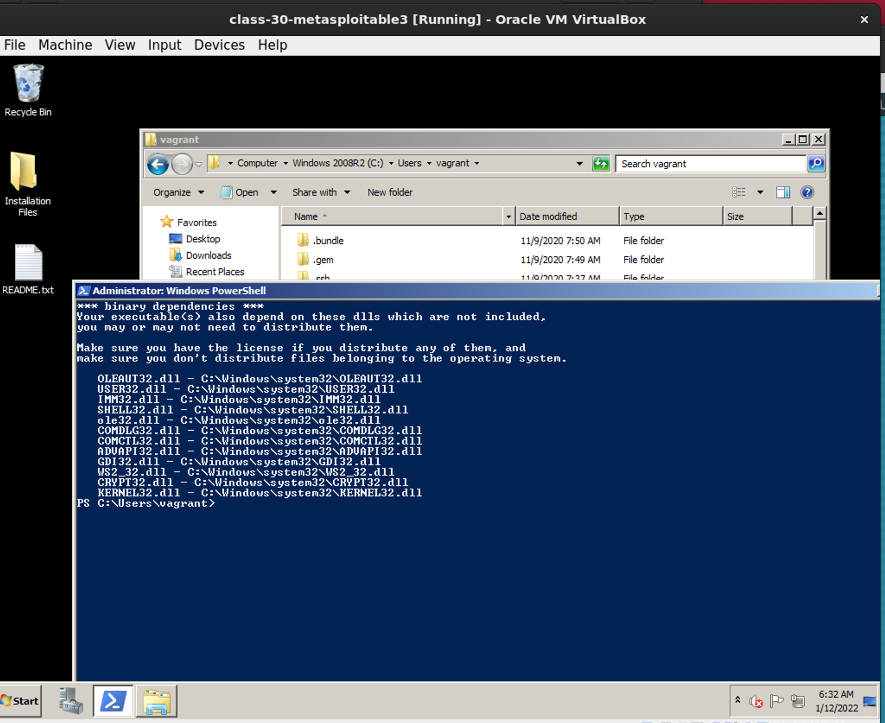 class-30-metasploitable3 [Running] - Oracle VM VirtualBox
File Machine View Input Devices Help
Recycle Bin
Installation
Files
README.txt
vagrant
Computer Windows 2008R2 (C:) Users vagrant
Search vagrant
Organize Open Share with New folder
Name Date modified Type Size
Favorites
Desktop
Downloads
Recent Places
.bundle 11/9/2020 7:50 AM File folder
.gem 11/9/2020 7:49 AM File folder
.ssh 11/9/2020 7:37 AM File folder
Administrator: Windows PowerShell
*** binary dependencies ***
Your executable(s) also depend on these dlls which are not included,
you may or may not need to distribute them.
Make sure you have the license if you distribute any of them, and
make sure you don't distribute files belonging to the operating system.
OLEAUT32.dll - C:\Windows\system32\OLEAUT32.dll
USER32.dll - C:\Windows\system32\USER32.dll
IMM32.dll - C:\Windows\system32\IMM32.dll
SHELL32.dll - C:\Windows\system32\SHELL32.dll
ole32.dll - C:\Windows\system32\ole32.dll
COMDLG32.dll - C:\Windows\system32\COMDLG32.dll
COMCTL32.dll - C:\Windows\system32\COMCTL32.dll
ADVAPI32.dll - C:\Windows\system32\ADVAPI32.dll
GDI32.dll - C:\Windows\system32\GDI32.dll
WS2_32.dll - C:\Windows\system32\WS2_32.dll
CRYPT32.dll - C:\Windows\system32\CRYPT32.dll
KERNEL32.dll - C:\Windows\system32\KERNEL32.dll
PS C:\Users\vagrant>
Start
6:32 AM
1/12/2022